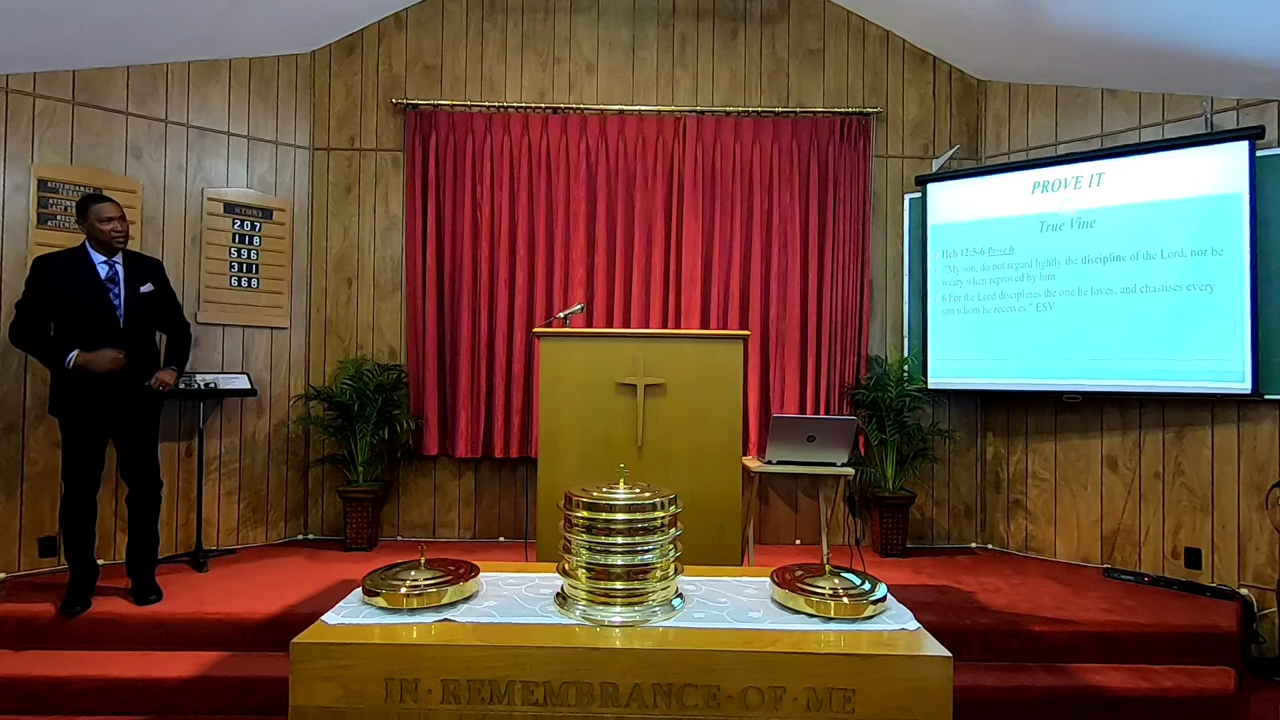 ATTENDANCE
TODAY
HYMNS
207
118
596
311
668
PROVE IT
True Vine
Heb 12:5-6 Prove It
"My son, do not regard lightly the discipline of the Lord, nor be
weary when reproved by him.
6 For the Lord disciplines the one he loves, and chastises every
son whom he receives." ESV
IN·REMEMBRANCE·OF·ME